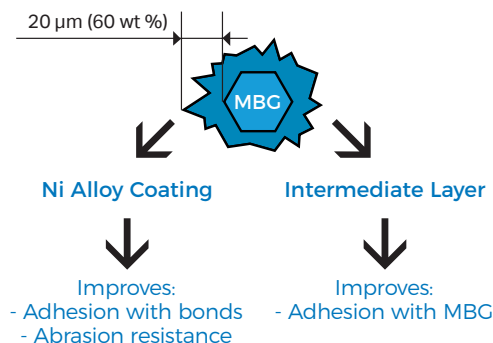 20 µm (60 wt %)
MBG
Ni Alloy Coating
Intermediate Layer
Improves:
- Adhesion with bonds
- Abrasion resistance
Improves:
- Adhesion with MBG